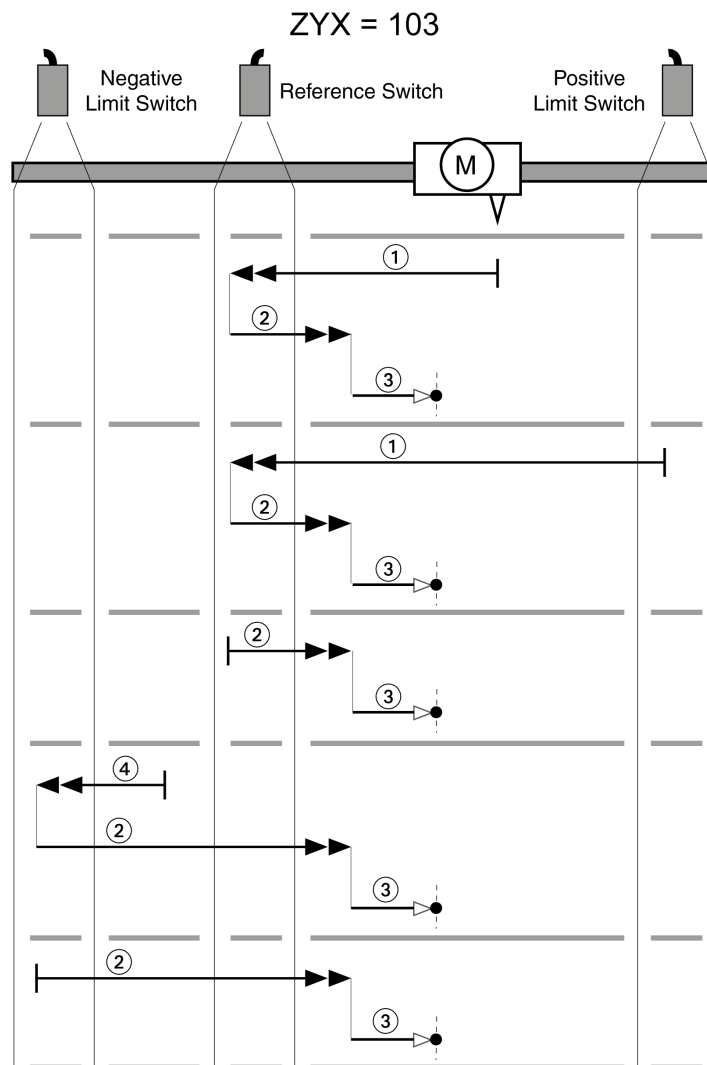 ZYX = 103
Negative
Limit Switch
Reference Switch
Positive
Limit Switch
M
1
2
3
1
2
3
2
3
4
2
3
2
3